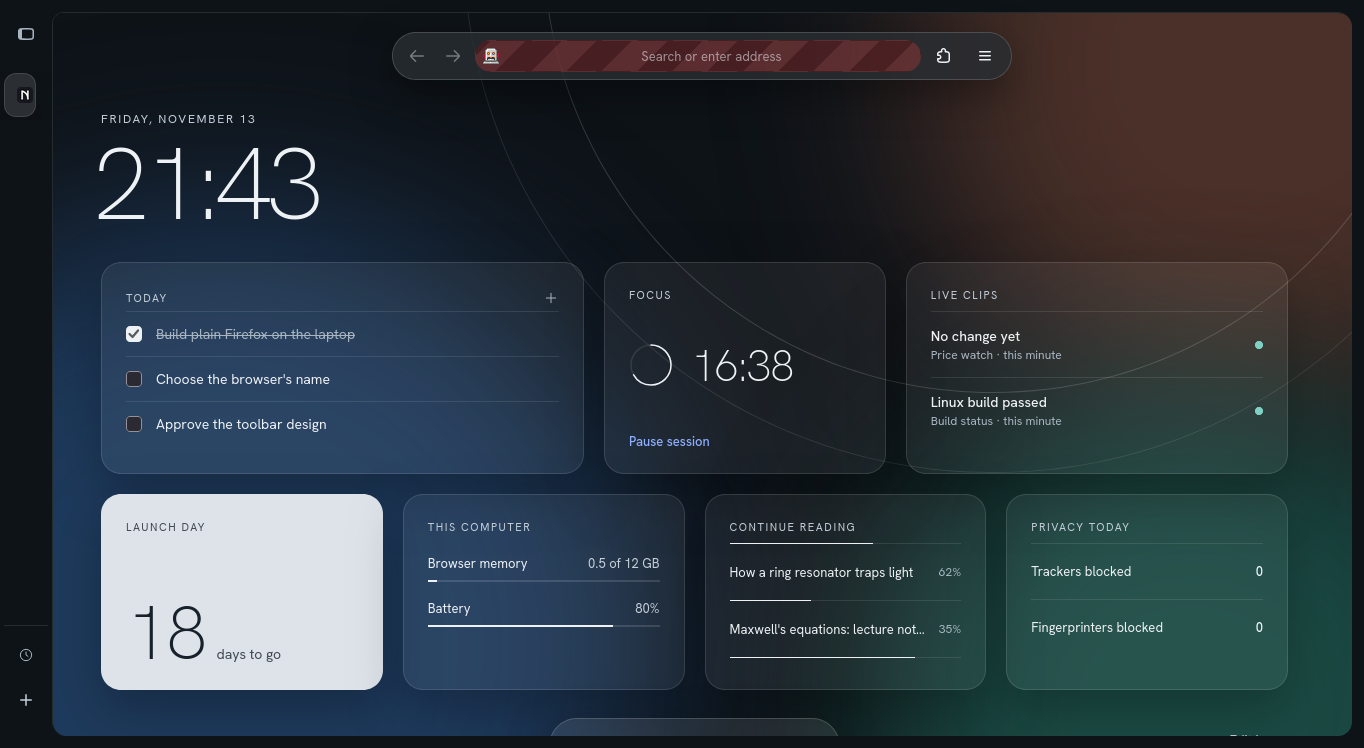 Search or enter address
N
FRIDAY, NOVEMBER 13
21:43
TODAY
Build plain Firefox on the laptop
Choose the browser's name
Approve the toolbar design
FOCUS
16:38
Pause session
LIVE CLIPS
No change yet
Price watch · this minute
Linux build passed
Build status · this minute
LAUNCH DAY
18 days to go
THIS COMPUTER
Browser memory 0.5 of 12 GB
Battery 80%
CONTINUE READING
How a ring resonator traps light 62%
Maxwell's equations: lecture not... 35%
PRIVACY TODAY
Trackers blocked 0
Fingerprinters blocked 0